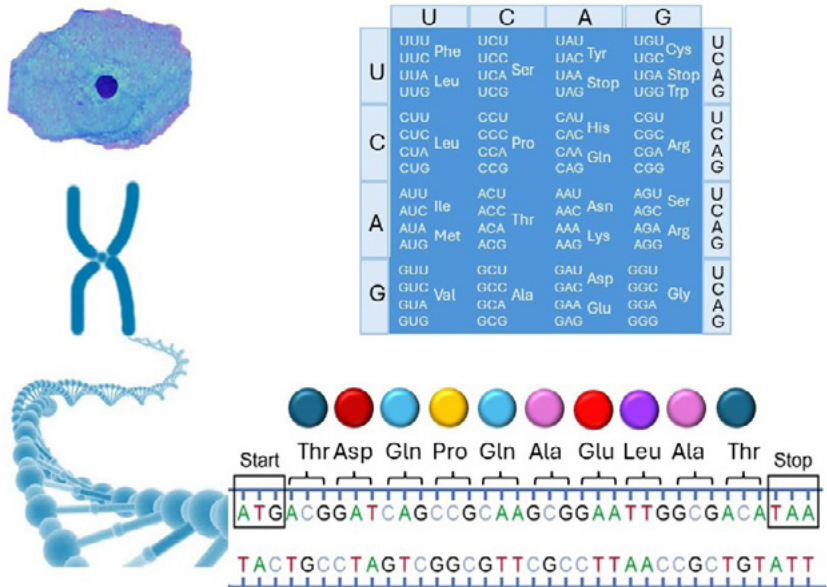 U C A G
U
UUU UUC Phe
UUA UUG Leu
UCU UCC UCA UCG Ser
UAU UAC Tyr
UAA UAG Stop
UGU UGC Cys
UGA Stop
UGG Trp
U C A G
C
CUU CUC CUA CUG Leu
CCU CCC CCA CCG Pro
CAU CAC His
CAA CAG Gln
CGU CGC CGA CGG Arg
U C A G
A
AUU AUC Ile
AUA AUG Met
ACU ACC ACA ACG Thr
AAU AAC Asn
AAA AAG Lys
AGU AGC Ser
AGA AGG Arg
U C A G
G
GUU GUC GUA GUG Val
GCU GCC GCA GCG Ala
GAU GAC Asp
GAA GAG Glu
GGU GGC GGA GGG Gly
U C A G
Start Thr Asp Gln Pro Gln Ala Glu Leu Ala Thr Stop
ATGACGGATCAGCCGCAAGCGGAATTGGCGACATAA
TACTGCCTAGTCGGCGTTCGCCTTAACCGCTGTATT